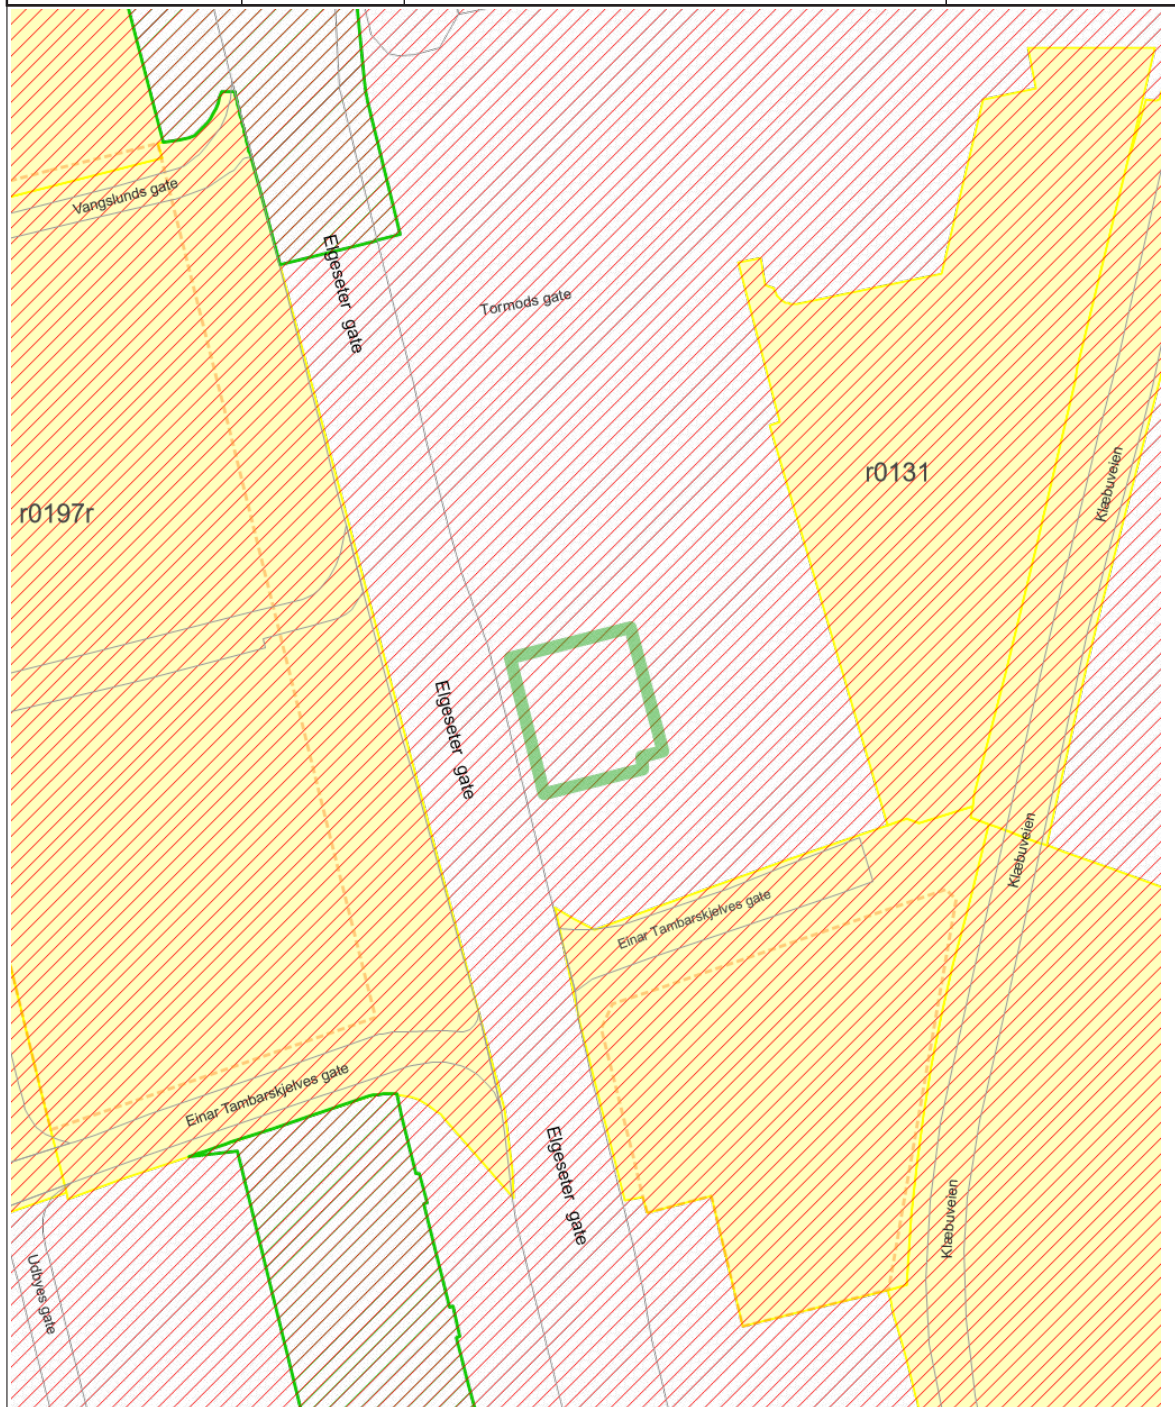 Vangslunds gate
Elgeseter gate
Tormods gate
r0131
Klæbuveien
r0197r
Elgeseter gate
Klæbuveien
Einar Tambarskjelves gate
Einar Tambarskjelves gate
Elgeseter gate
Klæbuveien
Udbyes gate